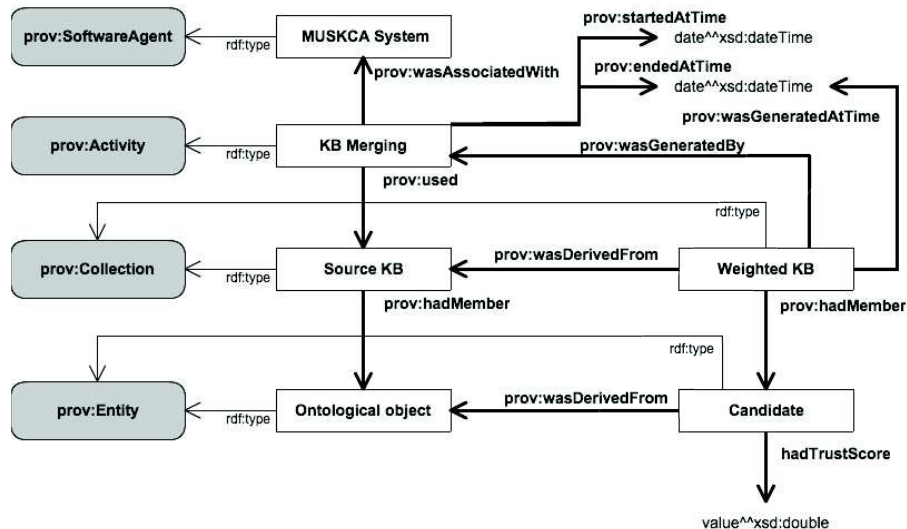 prov:startedAtTime
prov:SoftwareAgent
rdf:type
MUSKCA System
date^^xsd:dateTime
prov:wasAssociatedWith
prov:endedAtTime
date^^xsd:dateTime
prov:wasGeneratedAtTime
prov:Activity
rdf:type
KB Merging
prov:wasGeneratedBy
prov:used
rdf:type
prov:Collection
rdf:type
Source KB
prov:wasDerivedFrom
Weighted KB
prov:hadMember
prov:hadMember
rdf:type
prov:Entity
rdf:type
Ontological object
prov:wasDerivedFrom
Candidate
hadTrustScore
value^^xsd:double